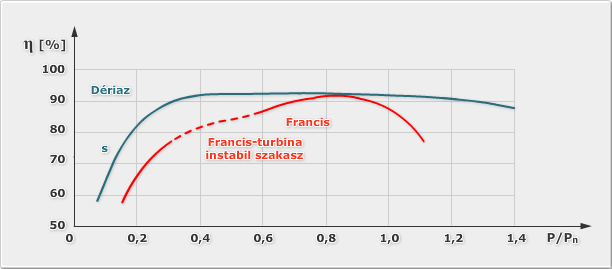 η [%]
100
90
80
70
60
50
Dériaz
s
Francis
Francis-turbina
instabil szakasz
0
0,2
0,4
0,6
0,8
1,0
1,2
1,4
P/Pn